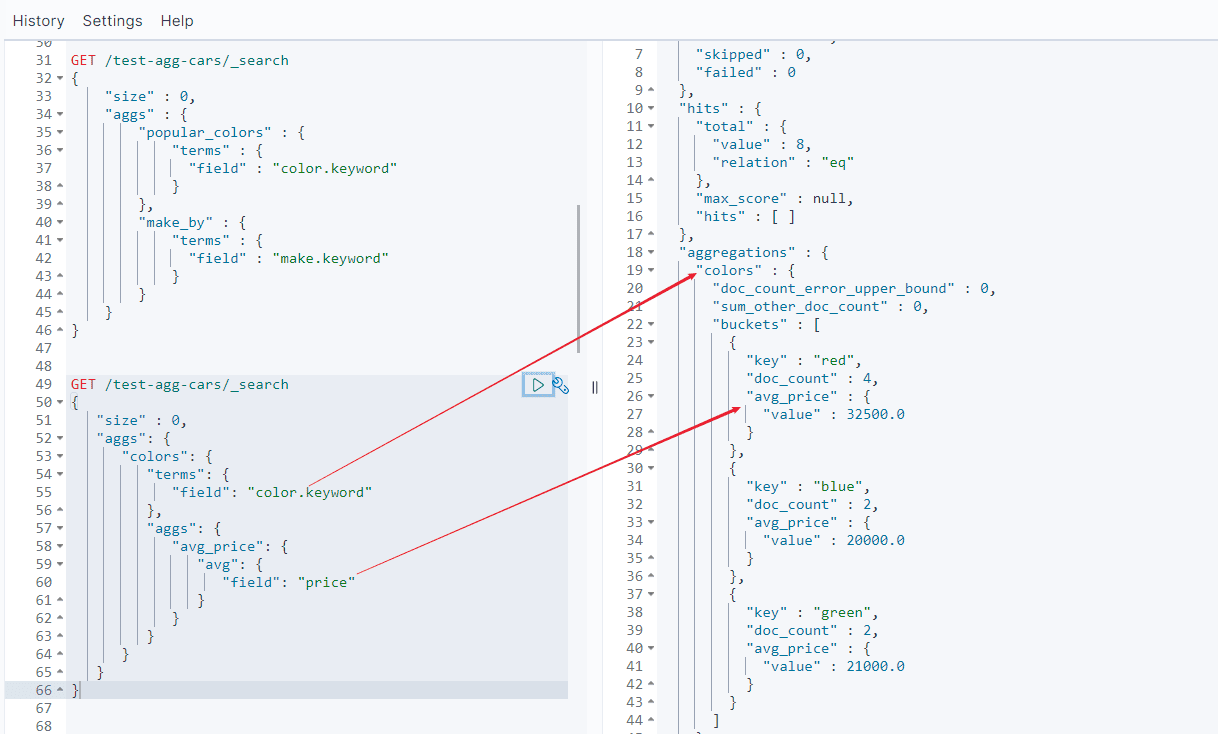 History Settings Help
30
31 GET /test-agg-cars/_search
32 {
33 "size" : 0,
34 "aggs" : {
35 "popular_colors" : {
36 "terms" : {
37 "field" : "color.keyword"
38 }
39 },
40 "make_by" : {
41 "terms" : {
42 "field" : "make.keyword"
43 }
44 }
45 }
46 }
47
48
49 GET /test-agg-cars/_search
50 {
51 "size" : 0,
52 "aggs": {
53 "colors": {
54 "terms": {
55 "field": "color.keyword"
56 },
57 "aggs": {
58 "avg_price": {
59 "avg": {
60 "field": "price"
61 }
62 }
63 }
64 }
65 }
66 }
67
68
7 "skipped" : 0,
8 "failed" : 0
9 },
10 "hits" : {
11 "total" : {
12 "value" : 8,
13 "relation" : "eq"
14 },
15 "max_score" : null,
16 "hits" : [ ]
17 },
18 "aggregations" : {
19 "colors" : {
20 "doc_count_error_upper_bound" : 0,
21 "sum_other_doc_count" : 0,
22 "buckets" : [
23 {
24 "key" : "red",
25 "doc_count" : 4,
26 "avg_price" : {
27 "value" : 32500.0
28 }
29 },
30 {
31 "key" : "blue",
32 "doc_count" : 2,
33 "avg_price" : {
34 "value" : 20000.0
35 }
36 },
37 {
38 "key" : "green",
39 "doc_count" : 2,
40 "avg_price" : {
41 "value" : 21000.0
42 }
43 }
44 ]